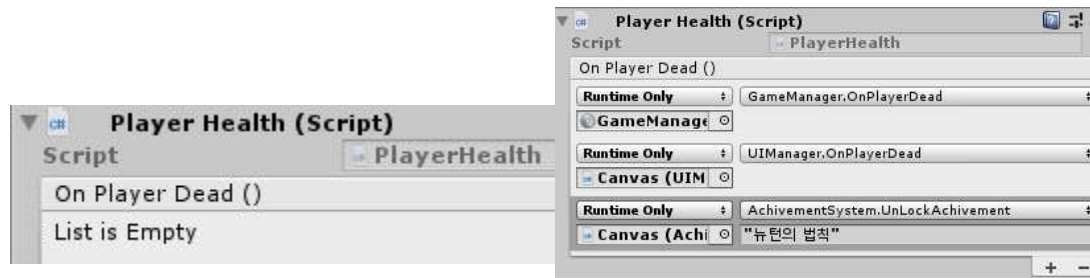 Player Health (Script)
Script PlayerHealth
On Player Dead ()
List is Empty
Player Health (Script)
Script PlayerHealth
On Player Dead ()
Runtime Only GameManager.OnPlayerDead
GameManage
Runtime Only UIManager.OnPlayerDead
Canvas (UIM
Runtime Only AchivementSystem.UnLockAchivement
Canvas (Achi "뉴턴의 법칙"
+ -